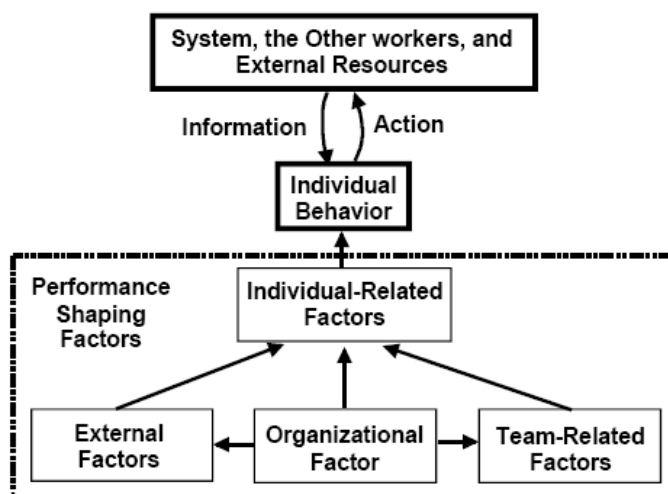 System, the Other workers, and
External Resources
Information
Action
Individual
Behavior
Performance
Shaping
Factors
Individual-Related
Factors
External
Factors
Organizational
Factor
Team-Related
Factors